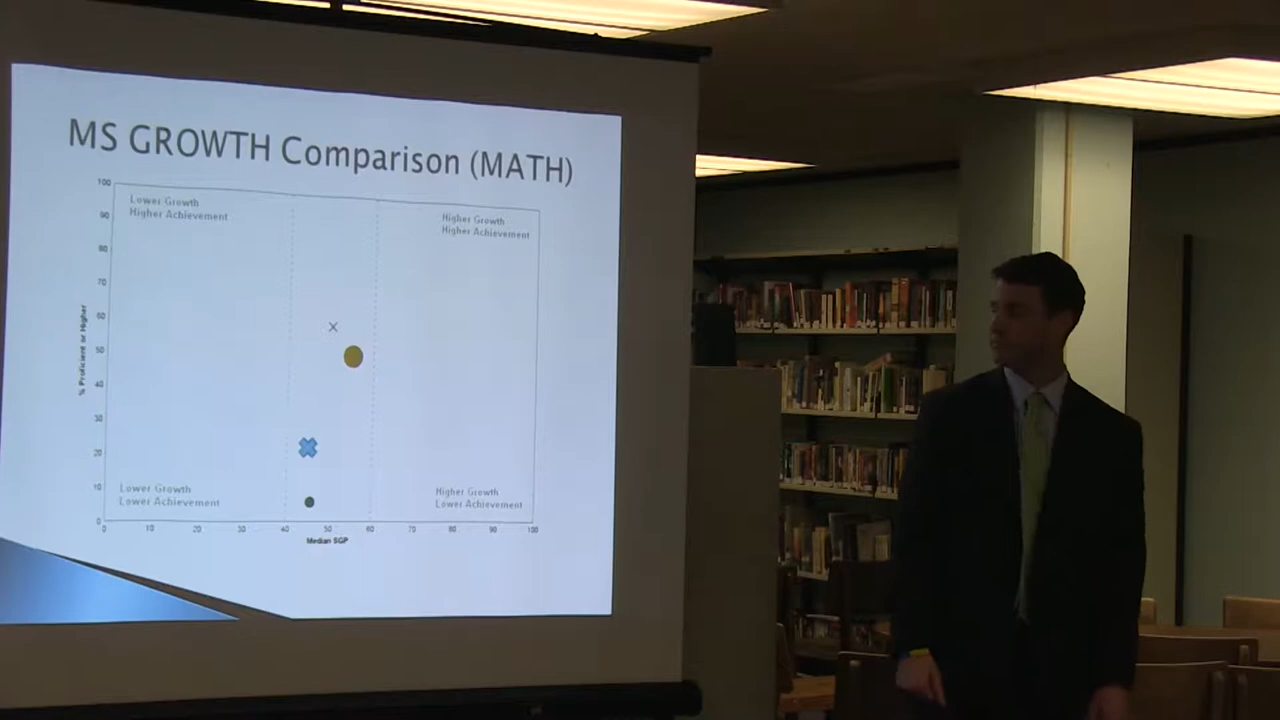 MS GROWTH Comparison (MATH)
100
Lower Growth
Higher Achievement
Higher Growth
Higher Achievement
90
80
70
60
50
40
30
20
10
0
% Proficient or Higher
Lower Growth
Lower Achievement
Higher Growth
Lower Achievement
0 10 20 30 40 50 60 70 80 90 100
Median SGP